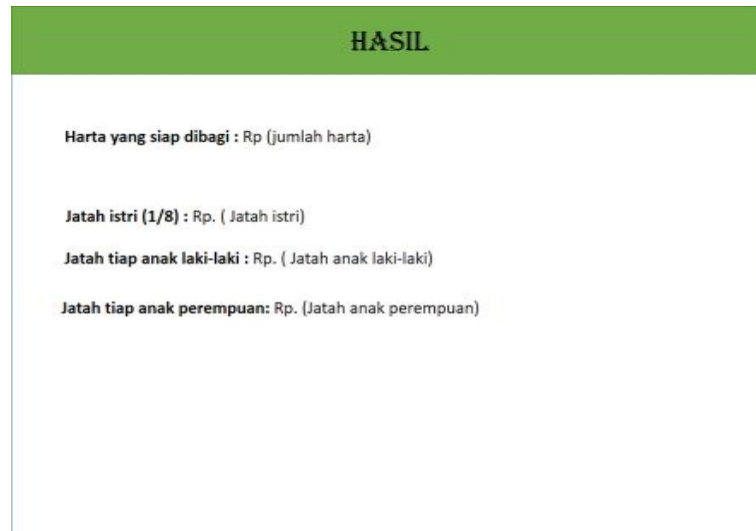 HASIL
Harta yang siap dibagi : Rp (jumlah harta)
Jatah istri (1/8) : Rp. ( Jatah istri)
Jatah tiap anak laki-laki : Rp. ( Jatah anak laki-laki)
Jatah tiap anak perempuan: Rp. (Jatah anak perempuan)